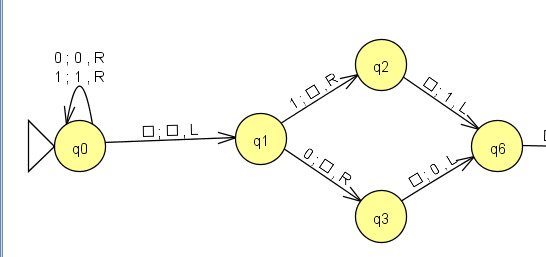 0 ; 0 , R
1 ; 1 , R
q0
□ ; □ , L
q1
1 ; □ , R
q2
□ ; 1 , L
0 ; □ , R
q3
□ ; 0 , L
q6